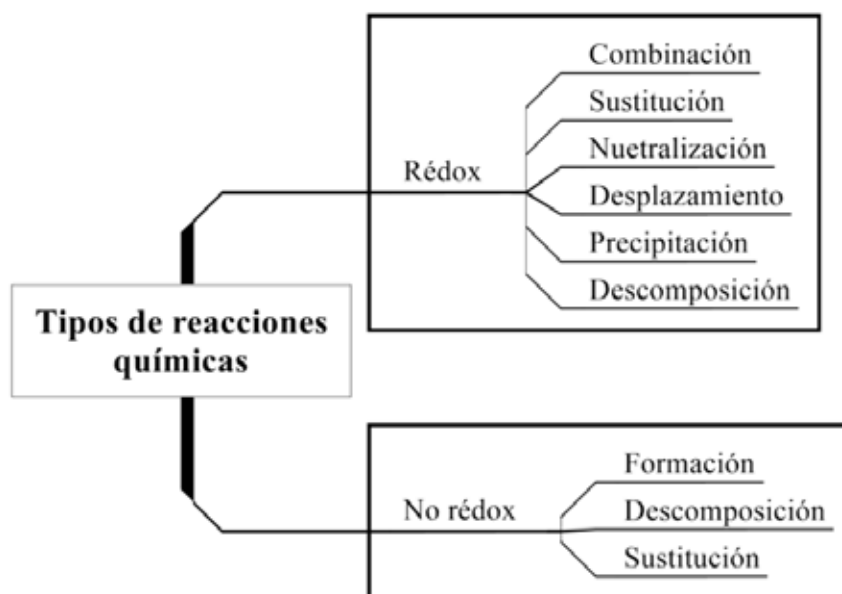 Tipos de reacciones
químicas
Rédox
Combinación
Sustitución
Nuetralización
Desplazamiento
Precipitación
Descomposición
No rédox
Formación
Descomposición
Sustitución